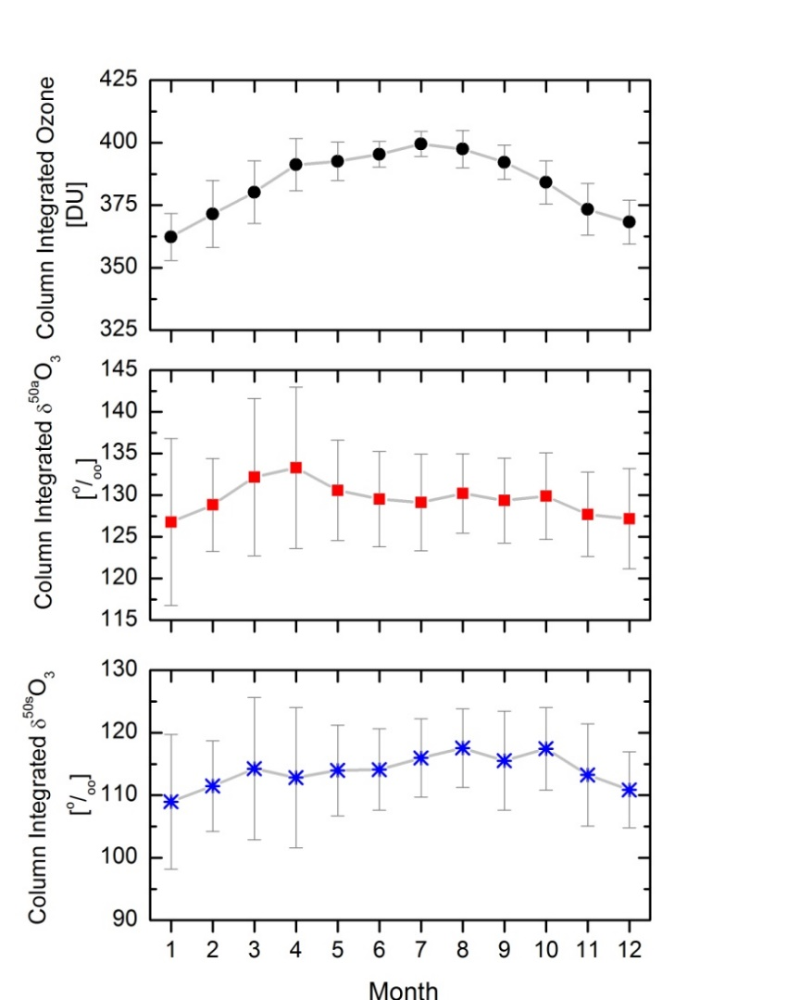 Column Integrated Ozone
[DU]
425
400
375
350
325
Column Integrated δ⁵⁰ᵃO₃
[º/ₒₒ]
145
140
135
130
125
120
115
Column Integrated δ⁵⁰ˢO₃
[º/ₒₒ]
130
120
110
100
90
1 2 3 4 5 6 7 8 9 10 11 12
Month